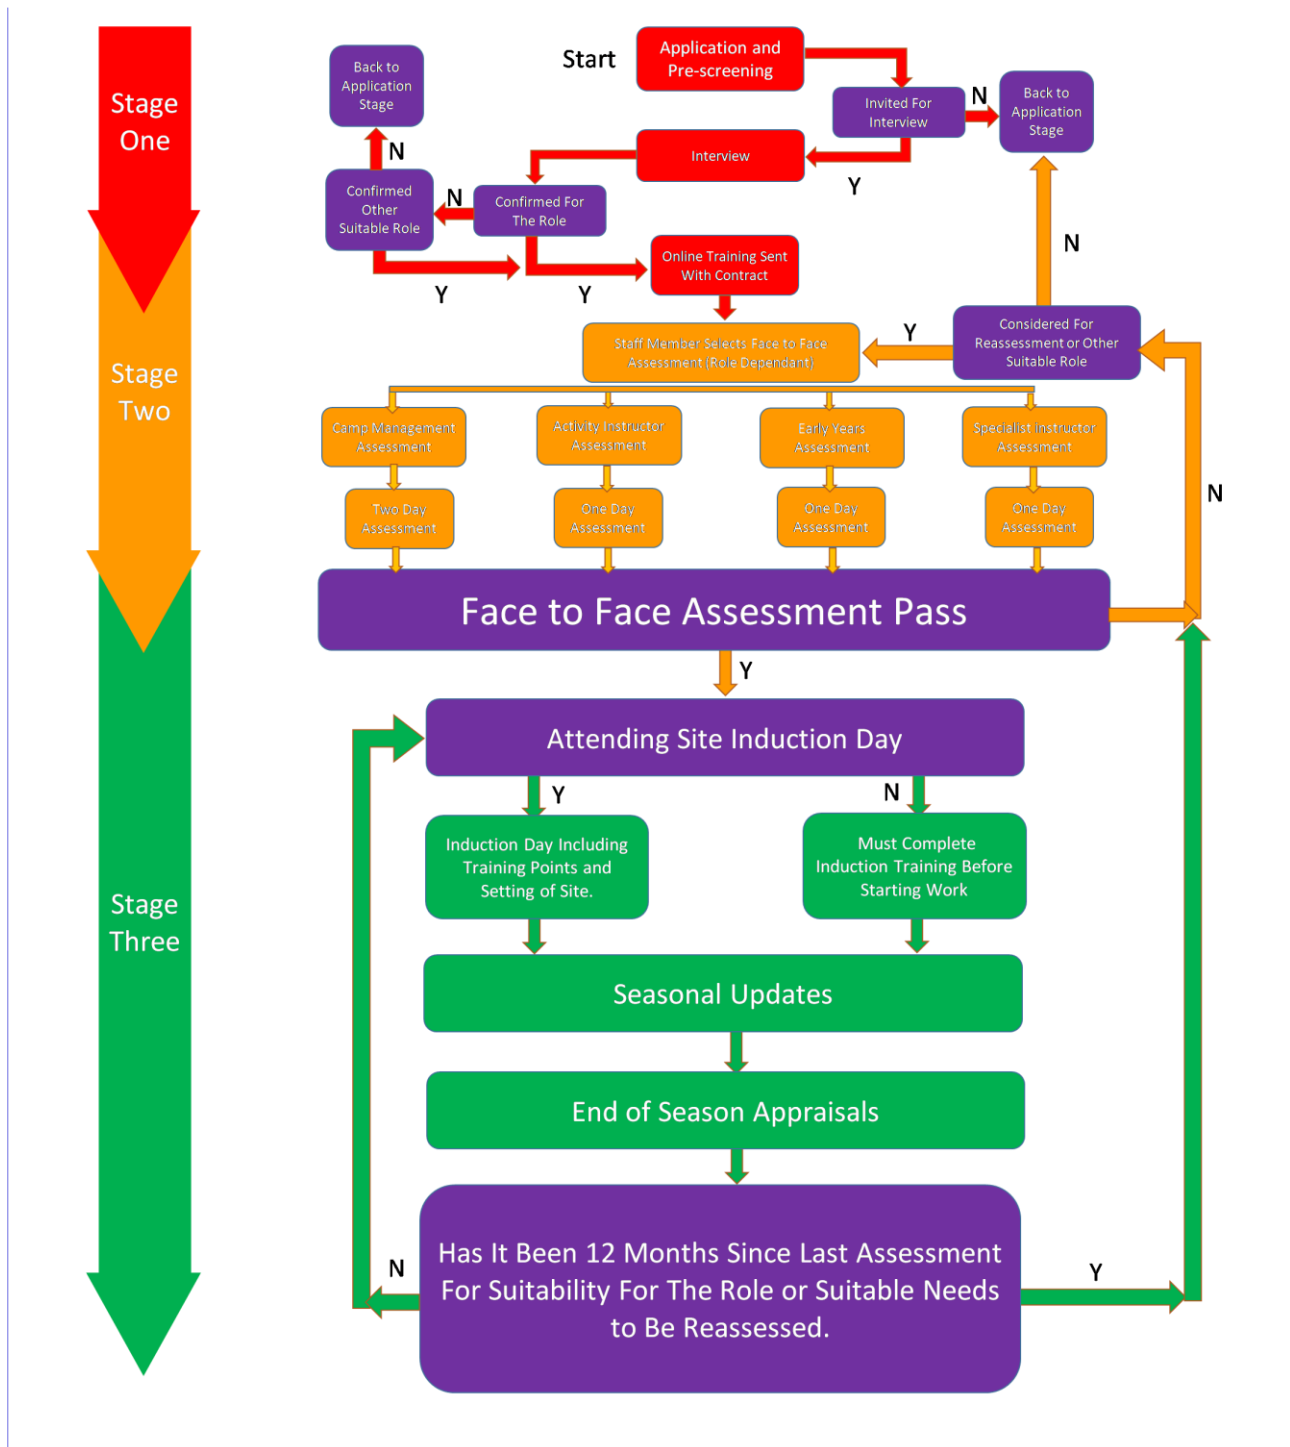 Stage
One
Stage
Two
Stage
Three
Start
Application and
Pre-screening
Invited For
Interview
N
Back to
Application
Stage
Y
Interview
Back to
Application
Stage
N
Confirmed
Other
Suitable Role
N
Confirmed For
The Role
Y
Y
Online Training Sent
With Contract
N
Staff Member Selects Face to Face
Assessment (Role Dependant)
Y
Considered For
Reassessment or Other
Suitable Role
Camp Management
Assessment
Activity Instructor
Assessment
Early Years
Assessment
Specialist instructor
Assessment
Two Day
Assessment
One Day
Assessment
One Day
Assessment
One Day
Assessment
N
Face to Face Assessment Pass
Y
Attending Site Induction Day
Y
N
Induction Day Including
Training Points and
Setting of Site.
Must Complete
Induction Training Before
Starting Work
Seasonal Updates
End of Season Appraisals
N
Has It Been 12 Months Since Last Assessment
For Suitability For The Role or Suitable Needs
to Be Reassessed.
Y